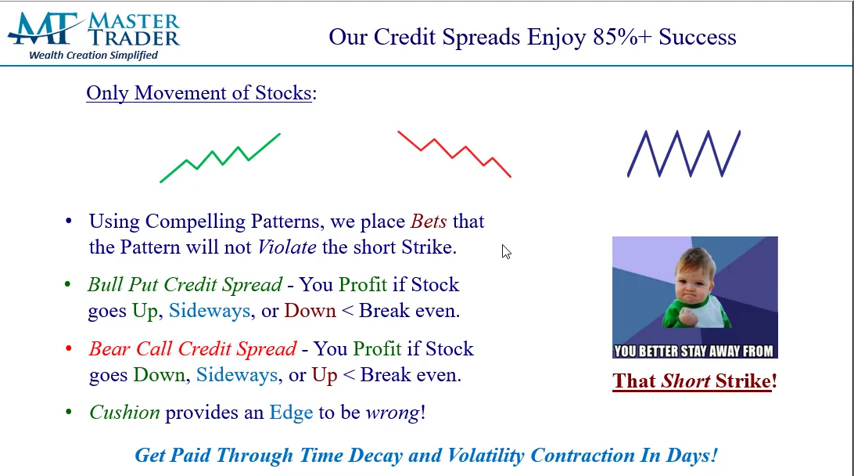 MT MASTER
TRADER
Wealth Creation Simplified
Our Credit Spreads Enjoy 85%+ Success
Only Movement of Stocks:
• Using Compelling Patterns, we place Bets that
the Pattern will not Violate the short Strike.
• Bull Put Credit Spread - You Profit if Stock
goes Up, Sideways, or Down < Break even.
• Bear Call Credit Spread - You Profit if Stock
goes Down, Sideways, or Up < Break even.
• Cushion provides an Edge to be wrong!
YOU BETTER STAY AWAY FROM
That Short Strike!
Get Paid Through Time Decay and Volatility Contraction In Days!